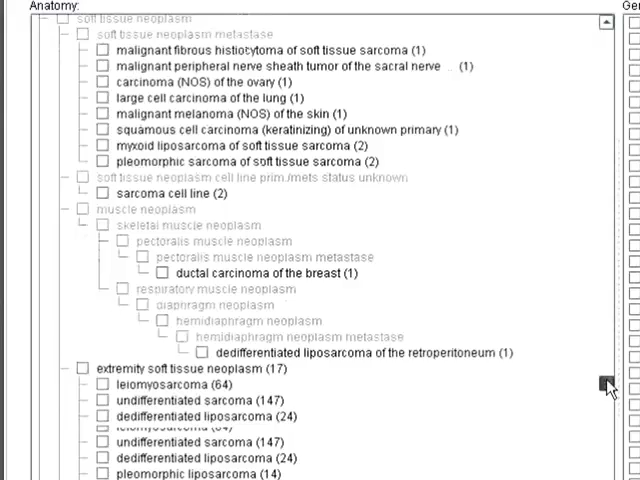 Anatomy:
Ger
soft tissue neoplasm
soft tissue neoplasm metastase
malignant fibrous histiocytoma of soft tissue sarcoma (1)
malignant peripheral nerve sheath tumor of the sacral nerve (1)
carcinoma (NOS) of the ovary (1)
large cell carcinoma of the lung (1)
malignant melanoma (NOS) of the skin (1)
squamous cell carcinoma (keratinizing) of unknown primary (1)
myxoid liposarcoma of soft tissue sarcoma (2)
pleomorphic sarcoma of soft tissue sarcoma (2)
soft tissue neoplasm cell line prim./mets status unknown
sarcoma cell line (2)
muscle neoplasm
skeletal muscle neoplasm
pectoralis muscle neoplasm
pectoralis muscle neoplasm metastase
ductal carcinoma of the breast (1)
respiratory muscle neoplasm
diaphragm neoplasm
hemidiaphragm neoplasm
hemidiaphragm neoplasm metastase
dedifferentiated liposarcoma of the retroperitoneum (1)
extremity soft tissue neoplasm (17)
leiomyosarcoma (64)
undifferentiated sarcoma (147)
dedifferentiated liposarcoma (24)
leiomyosarcoma (64)
undifferentiated sarcoma (147)
dedifferentiated liposarcoma (24)
pleomorphic liposarcoma (14)